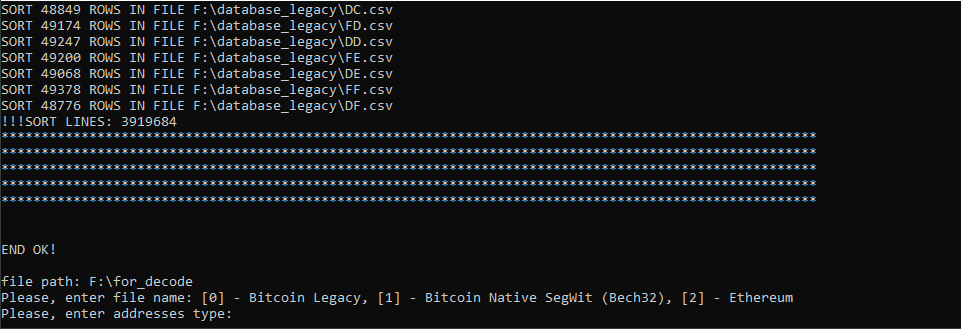 SORT 48849 ROWS IN FILE F:\database_legacy\DC.csv
SORT 49174 ROWS IN FILE F:\database_legacy\FD.csv
SORT 49247 ROWS IN FILE F:\database_legacy\DD.csv
SORT 49200 ROWS IN FILE F:\database_legacy\FE.csv
SORT 49068 ROWS IN FILE F:\database_legacy\DE.csv
SORT 49378 ROWS IN FILE F:\database_legacy\FF.csv
SORT 48776 ROWS IN FILE F:\database_legacy\DF.csv
!!!SORT LINES: 3919684
******************************************************************************************************
******************************************************************************************************
******************************************************************************************************
******************************************************************************************************
******************************************************************************************************
END OK!
file path: F:\for_decode
Please, enter file name: [0] - Bitcoin Legacy, [1] - Bitcoin Native SegWit (Bech32), [2] - Ethereum
Please, enter addresses type: